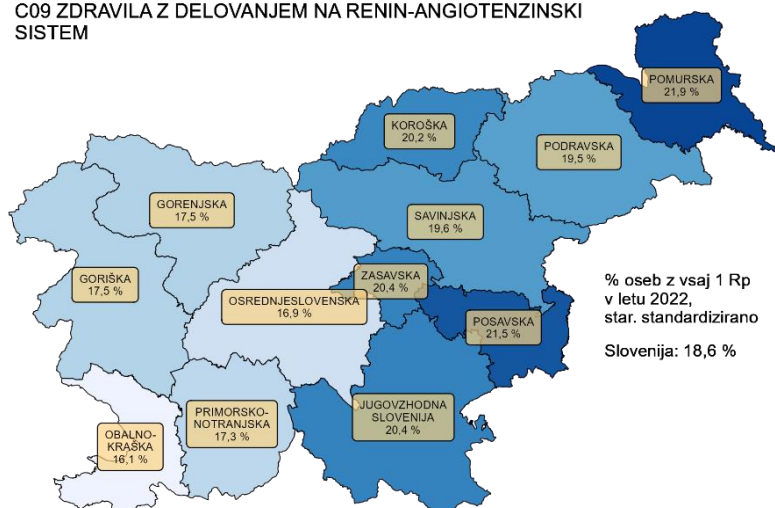 C09 ZDRAVILA Z DELOVANJEM NA RENIN-ANGIOTENZINSKI
SISTEM
POMURSKA
21,9 %
KOROŠKA
20,2 %
PODRAVSKA
19,5 %
GORENJSKA
17,5 %
SAVINJSKA
19,6 %
GORIŠKA
17,5 %
ZASAVSKA
20,4 %
OSREDNJESLOVENSKA
16,9 %
POSAVSKA
21,5 %
% oseb z vsaj 1 Rp
v letu 2022,
star. standardizirano
Slovenija: 18,6 %
JUGOVZHODNA
SLOVENIJA
20,4 %
PRIMORSKO-
NOTRANJSKA
17,3 %
OBALNO-
KRAŠKA
16,1 %